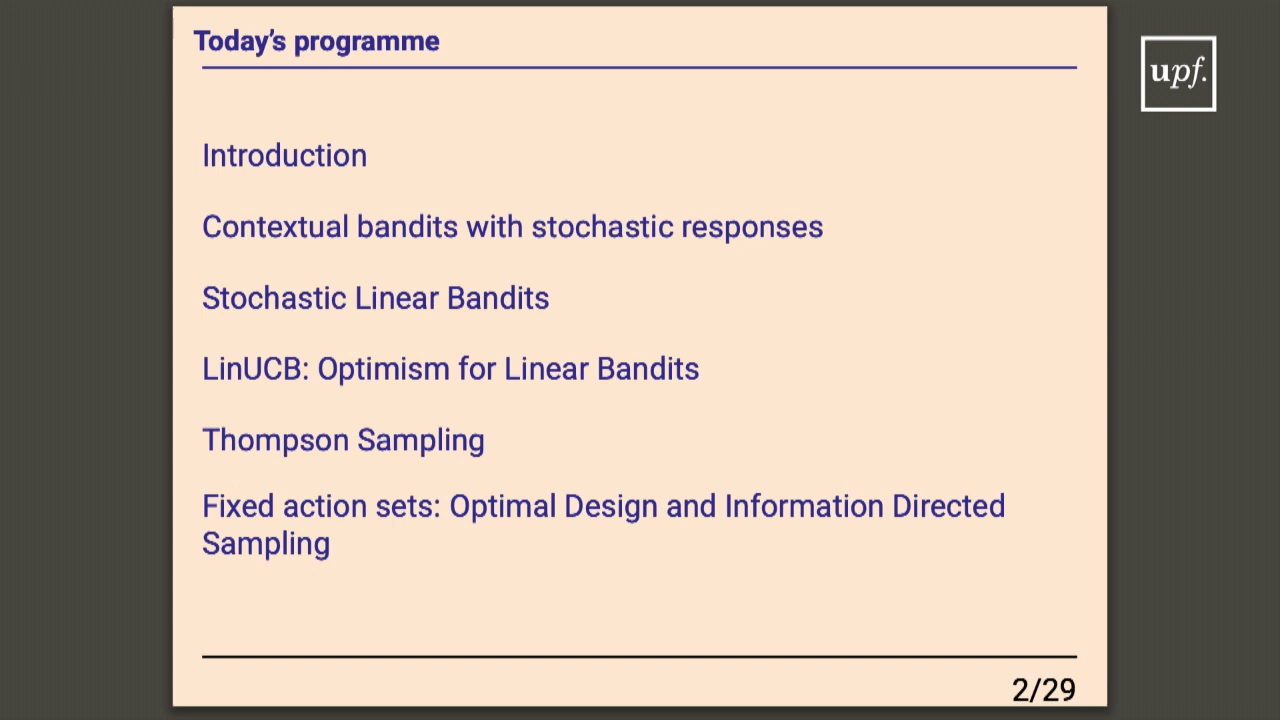 Today's programme
upf.
Introduction
Contextual bandits with stochastic responses
Stochastic Linear Bandits
LinUCB: Optimism for Linear Bandits
Thompson Sampling
Fixed action sets: Optimal Design and Information Directed
Sampling
2/29